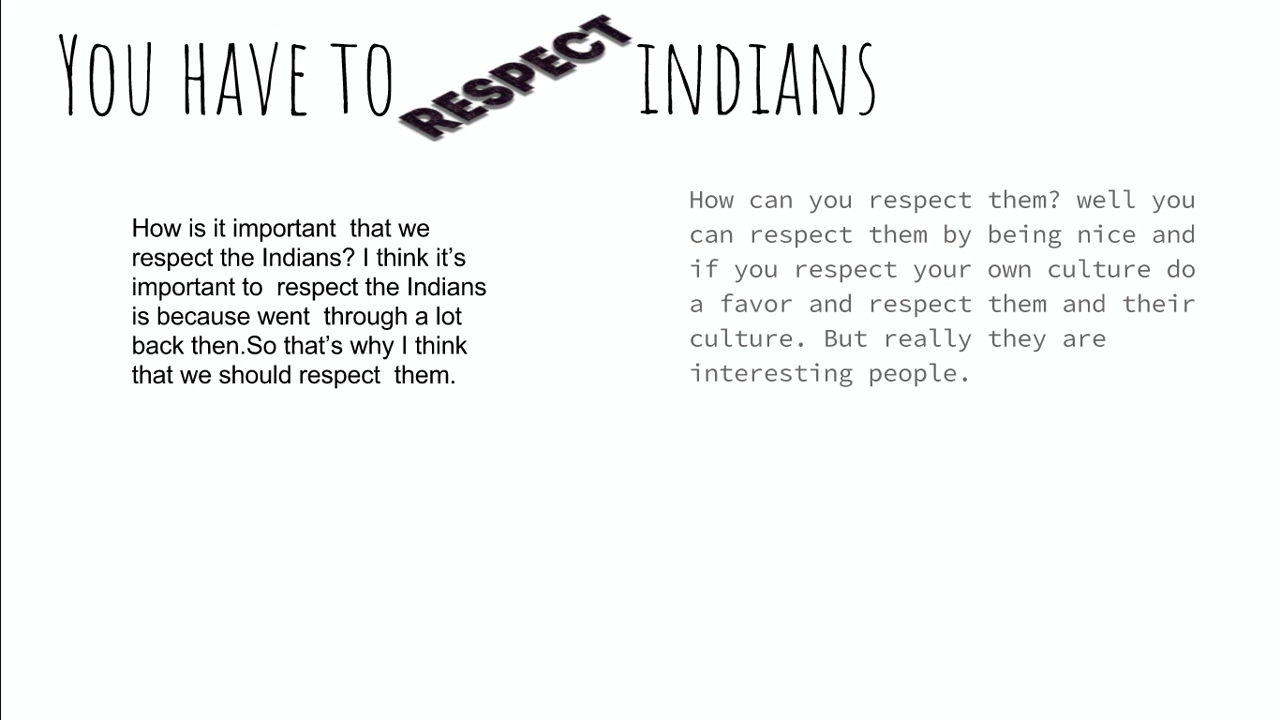 You have to RESPECT Indians
How is it important  that we
respect the Indians? I think it’s
important to  respect the Indians
is because went  through a lot
back then.So that’s why I think
that we should respect  them.
How can you respect them? well you
can respect them by being nice and
if you respect your own culture do
a favor and respect them and their
culture. But really they are
interesting people.